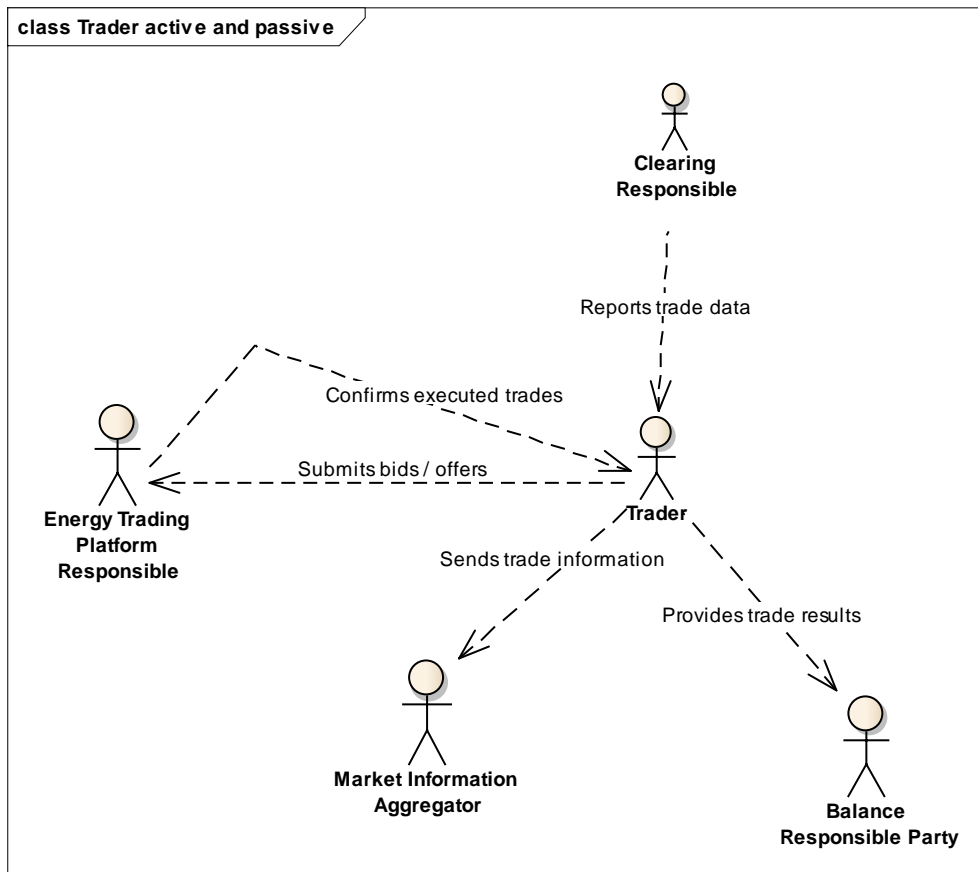 class Trader active and passive
Clearing
Responsible
Reports trade data
Confirms executed trades
Submits bids / offers
Energy Trading
Platform
Responsible
Trader
Sends trade information
Provides trade results
Market Information
Aggregator
Balance
Responsible Party